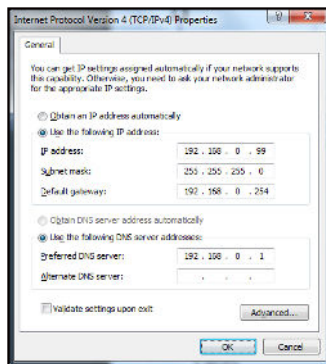 Internet Protocol Version 4 (TCP/IPv4) Properties
General
You can get IP settings assigned automatically if your network supports
this capability. Otherwise, you need to ask your network administrator
for the appropriate IP settings.
Obtain an IP address automatically
Use the following IP address:
IP address: 192 . 168 . 0 . 99
Subnet mask: 255 . 255 . 255 . 0
Default gateway: 192 . 168 . 0 . 254
Obtain DNS server address automatically
Use the following DNS server addresses:
Preferred DNS server: 192 . 168 . 0 . 1
Alternate DNS server: . . .
Validate settings upon exit
Advanced...
OK Cancel